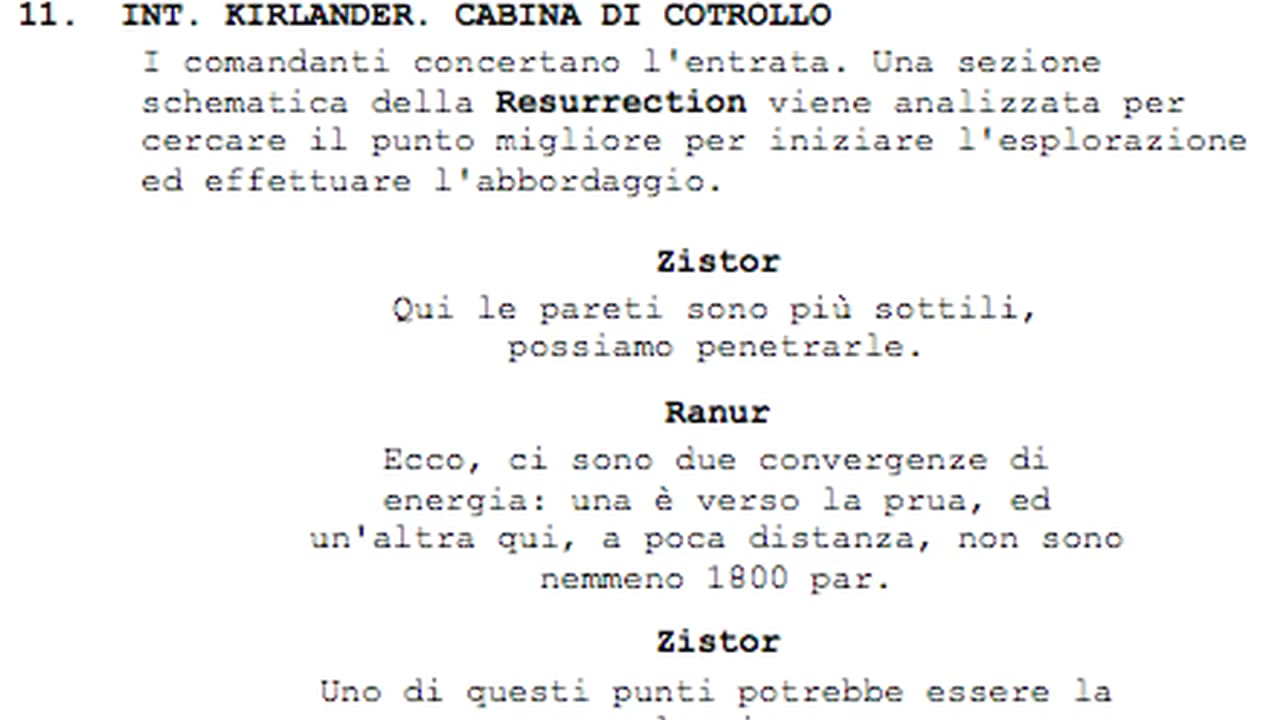 11. INT. KIRLANDER. CABINA DI COTROLLO
I comandanti concertano l'entrata. Una sezione
schematica della Resurrection viene analizzata per
cercare il punto migliore per iniziare l'esplorazione
ed effettuare l'abbordaggio.
Zistor
Qui le pareti sono più sottili,
possiamo penetrarle.
Ranur
Ecco, ci sono due convergenze di
energia: una è verso la prua, ed
un'altra qui, a poca distanza, non sono
nemmeno 1800 par.
Zistor
Uno di questi punti potrebbe essere la